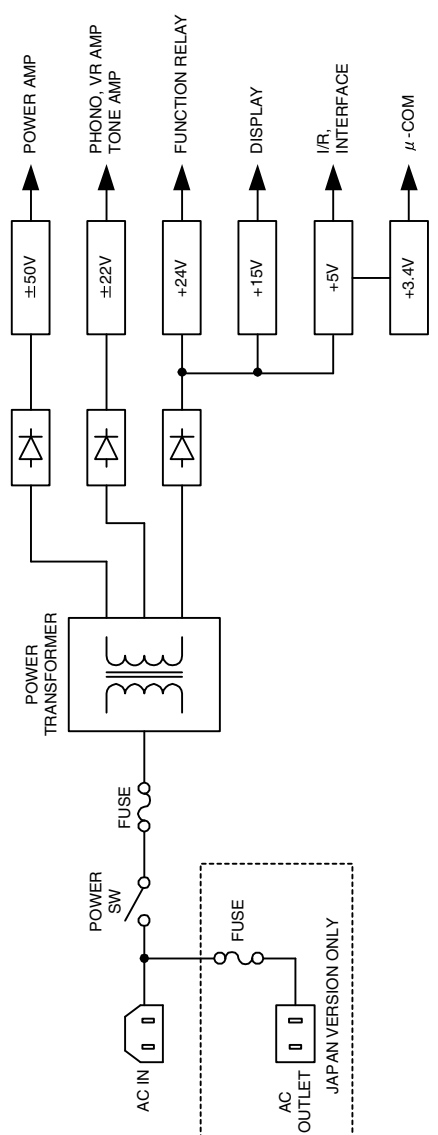 POWER AMP
PHONO, VR AMP
TONE AMP
FUNCTION RELAY
DISPLAY
I/R,
INTERFACE
μ-COM
±50V
±22V
+24V
+15V
+5V
+3.4V
POWER
TRANSFORMER
FUSE
POWER
SW
FUSE
AC IN
AC
OUTLET
JAPAN VERSION ONLY